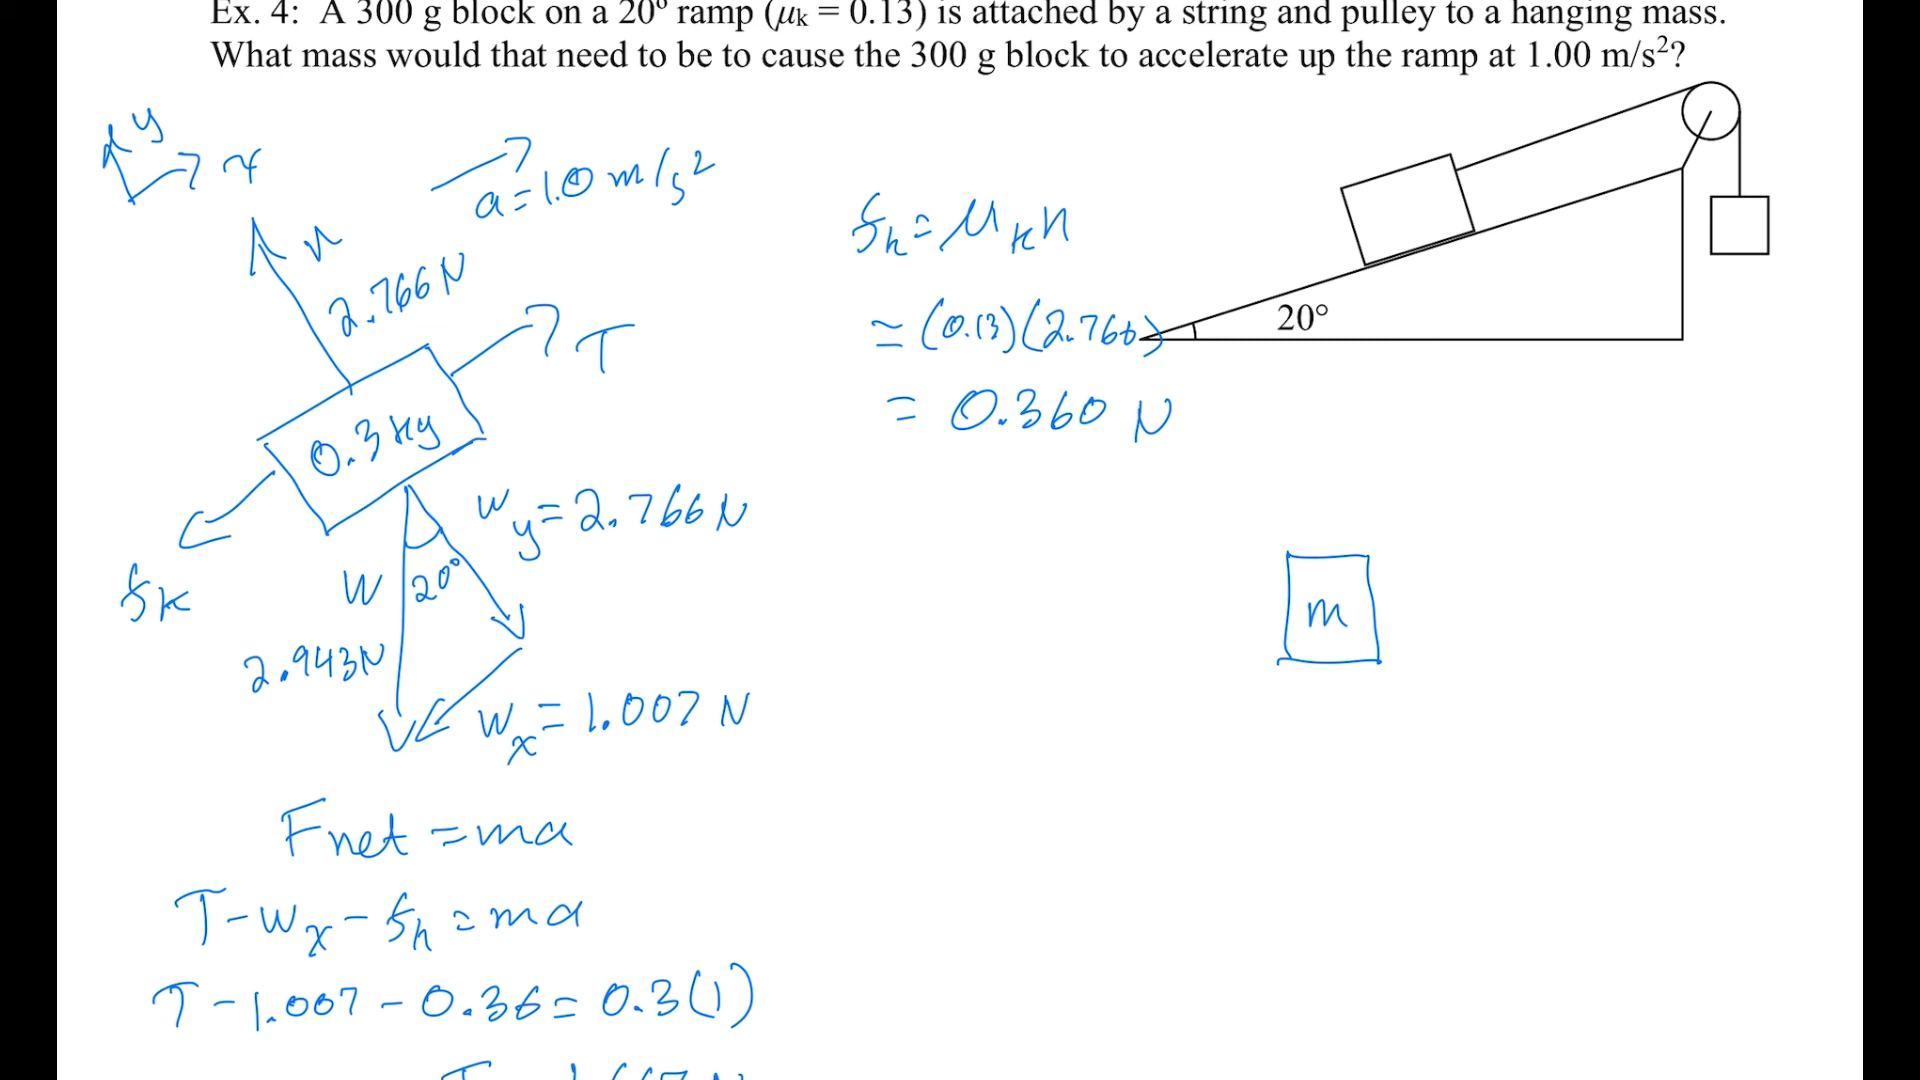 Ex. 4: A 300 g block on a 20° ramp (μk = 0.13) is attached by a string and pulley to a hanging mass.
What mass would that need to be to cause the 300 g block to accelerate up the ramp at 1.00 m/s²?
y
x
a = 1.0 m/s²
n
2.766 N
T
0.3 kg
fk
W
20°
2.943N
Wy = 2.766 N
Wx = 1.007 N
Fnet = ma
T - Wx - fk = ma
T - 1.007 - 0.36 = 0.3(1)
fk = μk n
= (0.13)(2.766)
= 0.360 N
20°
m